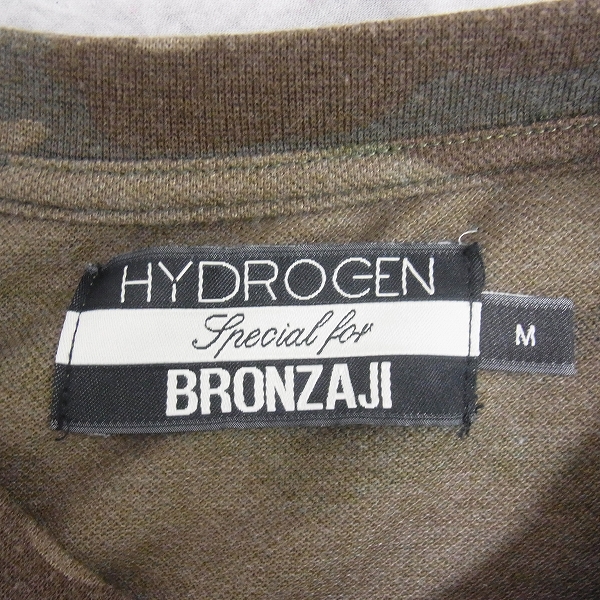 HYDROGEN
Special for
BRONZAJI
M